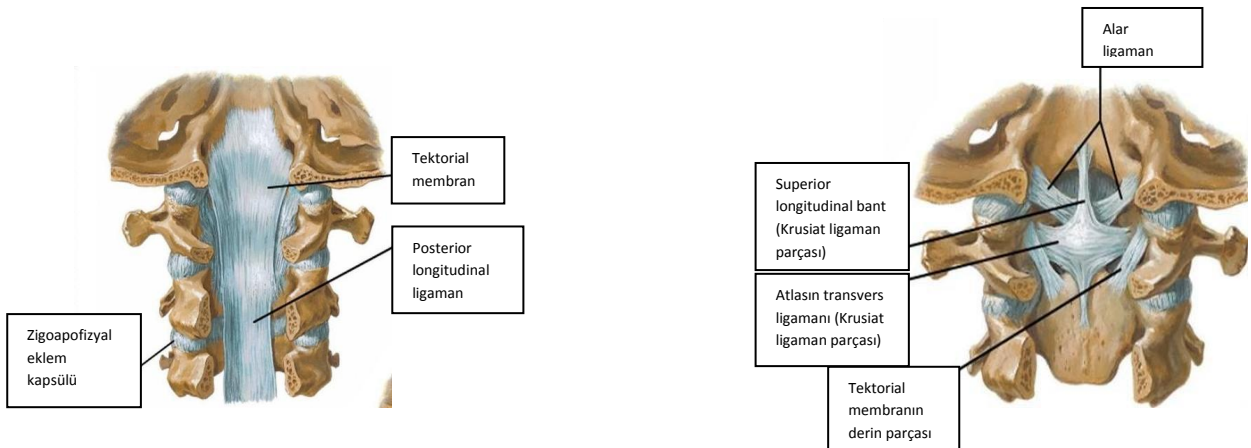 Tektorial
membran
Posterior
longitudinal
ligaman
Zigoapofizyal
eklem
kapsülü
Alar
ligaman
Superior
longitudinal bant
(Krusiat ligaman
parçası)
Atlasın transvers
ligamanı (Krusiat
ligaman parçası)
Tektorial
membranın
derin parçası